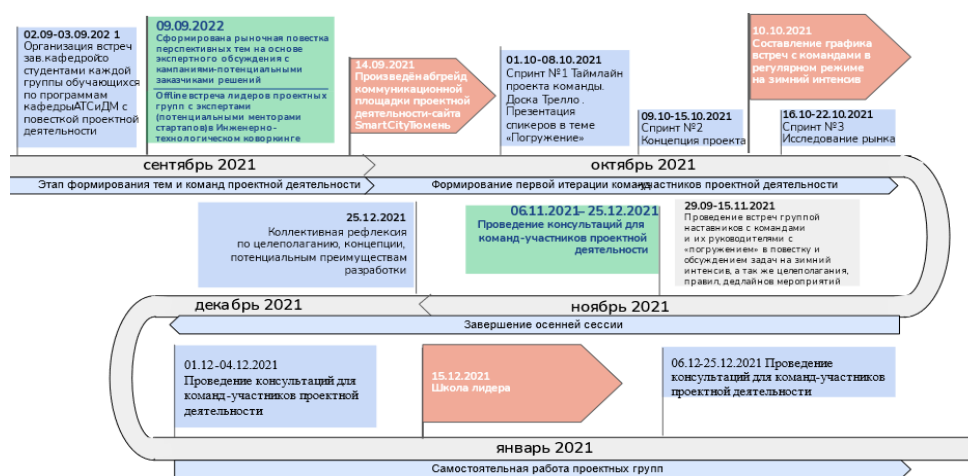 02.09-03.09.202 1
Организация встреч
зав.кафедройсо
студентами каждой
группы обучающихся
по программам
кафедрыАТСиДМ с
повесткой проектной
деятельности
09.09.2022
Сформирована рыночная повестка
перспективных тем на основе
экспертного обсуждения с
кампаниями-потенциальными
заказчиками решений
Offlineвстреча лидеров проектных
групп с экспертами
(потенциальными менторами
стартапов)в Инженерно-
технологическом коворкинге
14.09.2021
Произведёнабгрейд
коммуникационной
площадки проектной
деятельности-сайта
SmartCityТюмень
01.10-08.10.2021
Спринт №1 Таймлайн
проекта команды.
Доска Трелло .
Презентация
спикеров в теме
«Погружение»
09.10-15.10.2021
Спринт №2
Концепция проекта
10.10.2021
Составление графика
встреч с командами в
регулярном режиме
на зимний интенсив
16.10-22.10.2021
Спринт №3
Исследование рынка
сентябрь 2021
октябрь 2021
Этап формирования тем и команд проектной деятельности
Формирование первой итерации командучастников проектной деятельности
25.12.2021
Коллективная рефлексия
по целеполаганию, концепции,
потенциальным преимуществам
разработки
06.11.2021– 25.12.2021
Проведение консультаций для
команд-участников проектной
деятельности
29.09-15.11.2021
Проведение встреч группой
наставников с командами
и их руководителями с
«погружением» в повестку и
обсуждением задач на зимний
интенсив, а так же целеполагания,
правил, дедлайнов мероприятий
декабрь 2021
ноябрь 2021
Завершение осенней сессии
01.12-04.12.2021
Проведение консультаций для
команд-участников проектной
деятельности
15.12.2021
Школа лидера
06.12-25.12.2021 Проведение
консультаций для команд-участников
проектной деятельности
январь 2021
Самостоятельная работа проектных групп